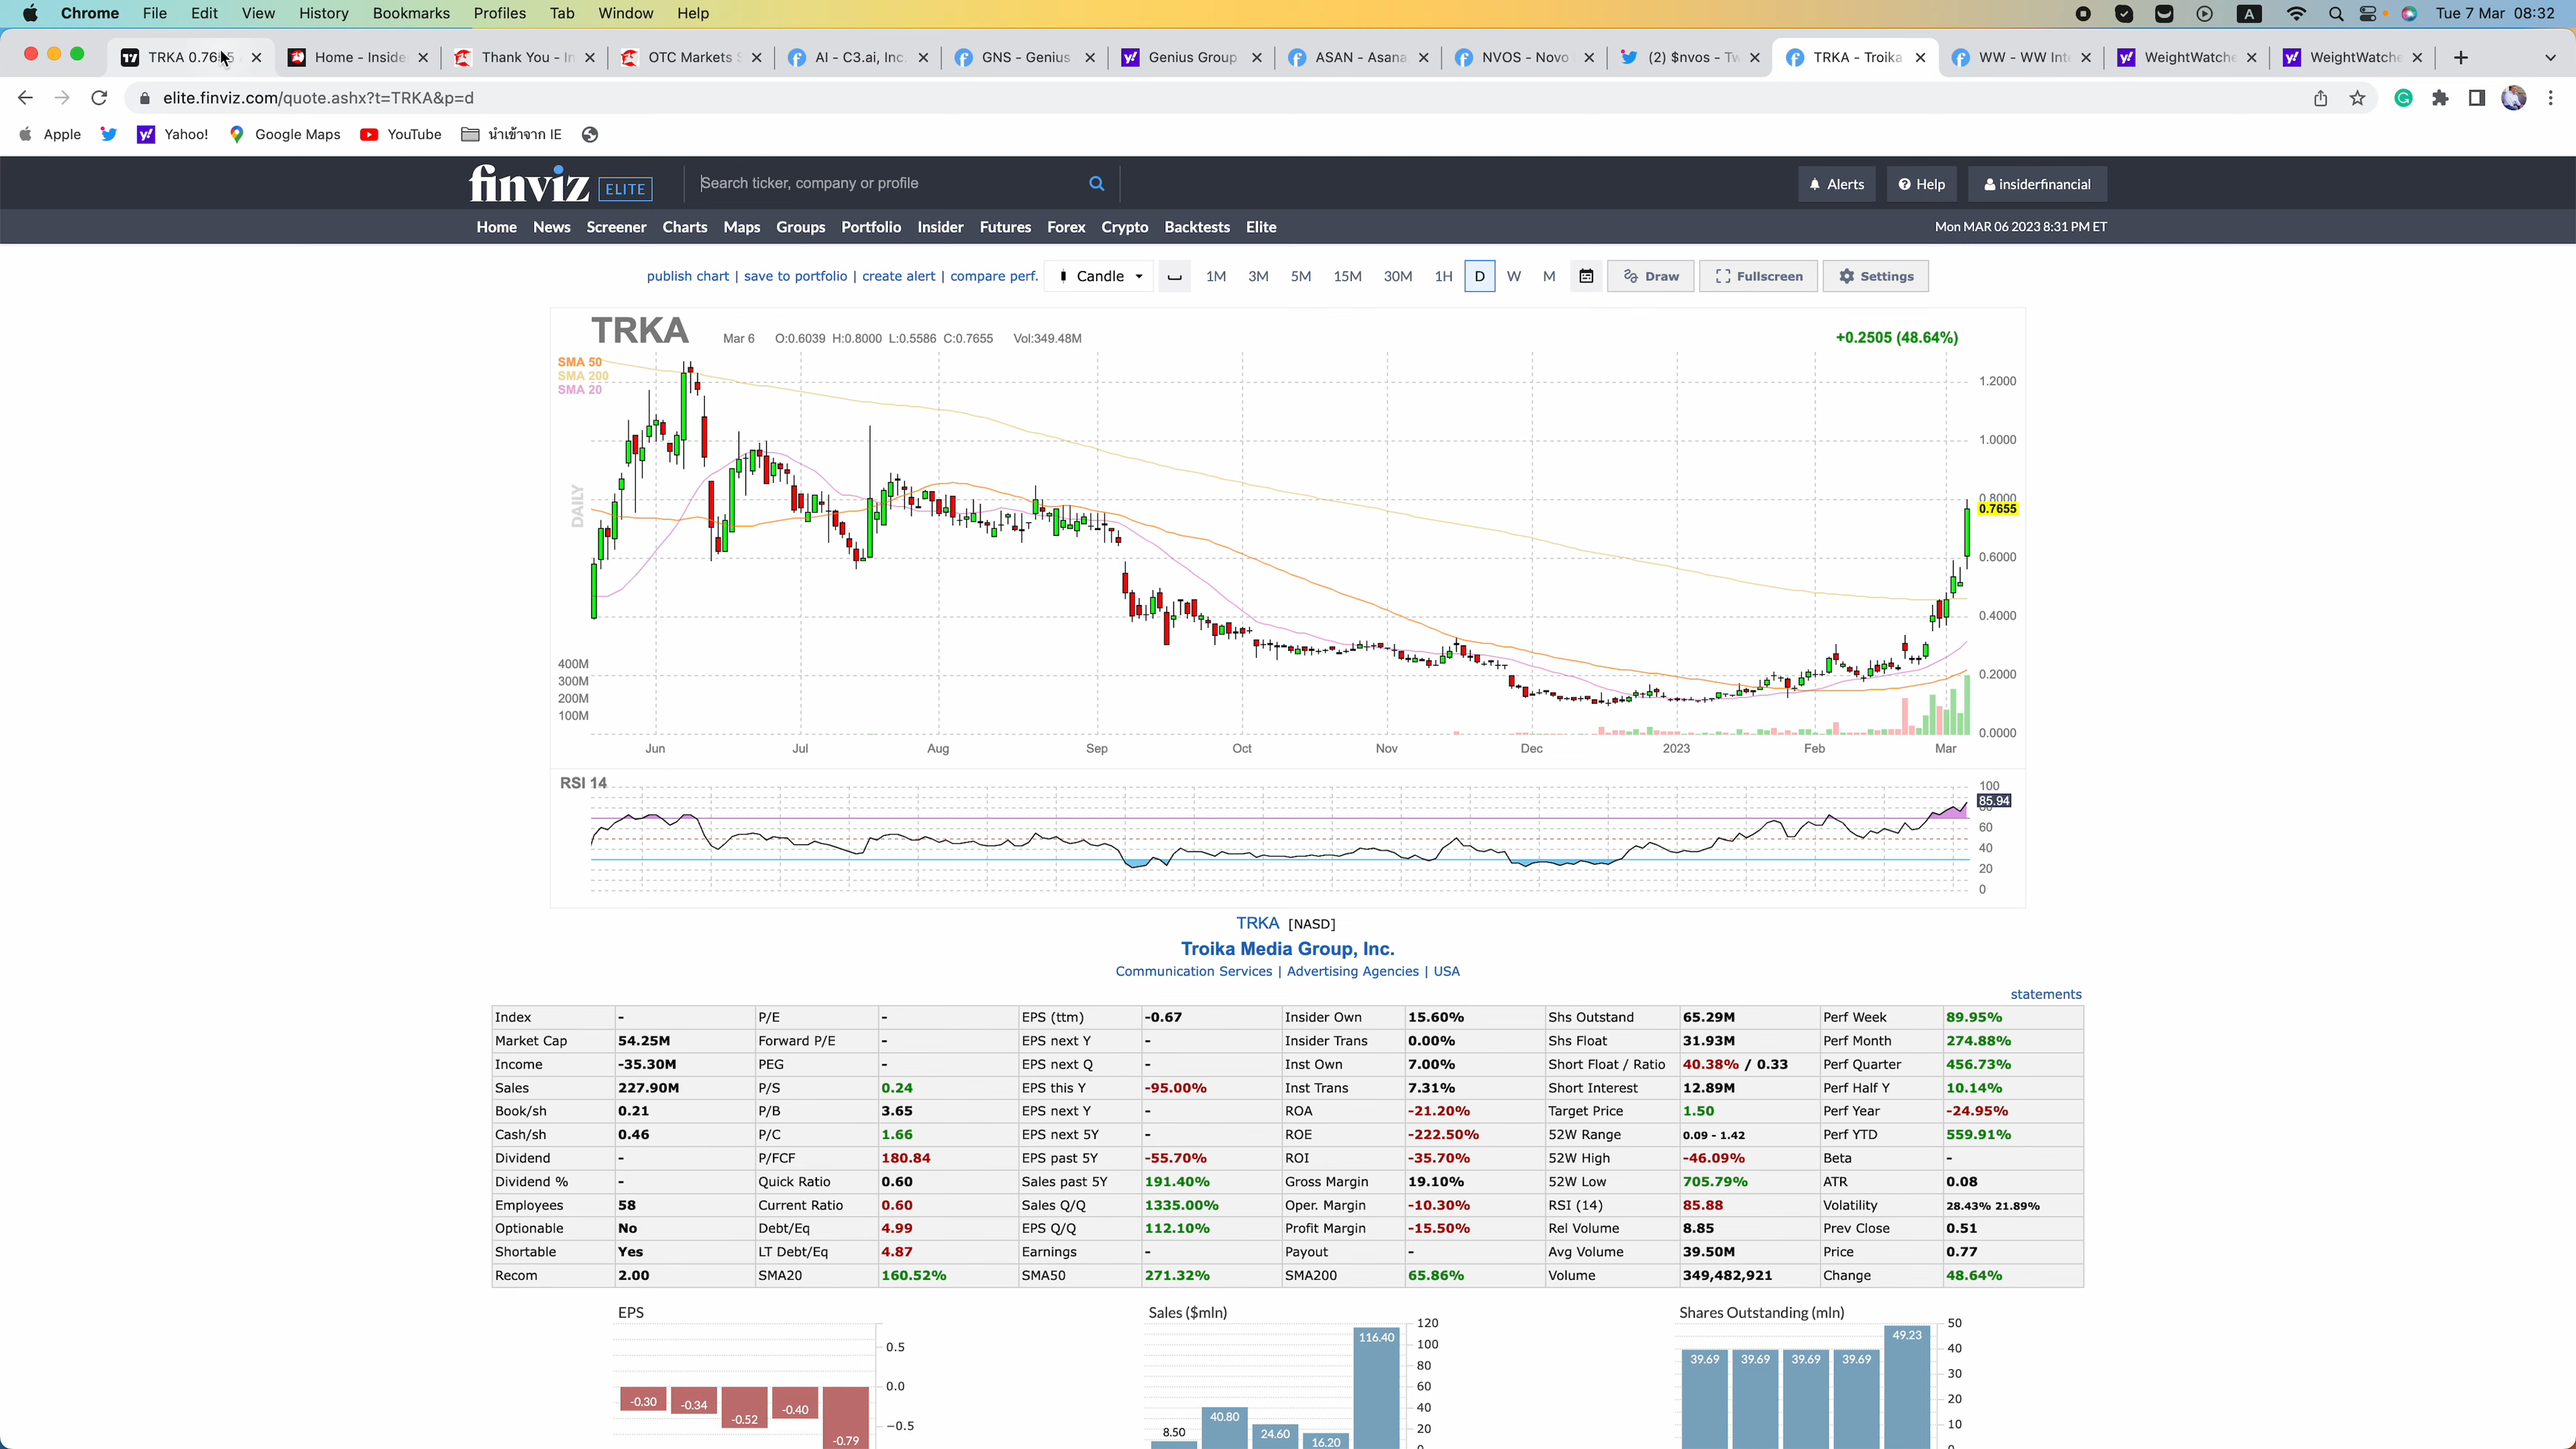 Chrome File Edit View History Bookmarks Profiles Tab Window Help A Tue 7 Mar 08:32
TRKA 0.7655 Home - Inside Thank You - In OTC Markets S AI - C3.ai, Inc. GNS - Genius Genius Group ASAN - Asana, NVOS - Novo (2) $nvos - Tw TRKA - Troika WW - WW Inte WeightWatche WeightWatche
elite.finviz.com/quote.ashx?t=TRKA&p=d
Apple Yahoo! Google Maps YouTube นำเข้าจาก IE
finviz ELITE Search ticker, company or profile Alerts Help insiderfinancial
Home News Screener Charts Maps Groups Portfolio Insider Futures Forex Crypto Backtests Elite Mon MAR 06 2023 8:31 PM ET
publish chart | save to portfolio | create alert | compare perf. Candle 1M 3M 5M 15M 30M 1H D W M Draw Fullscreen Settings
TRKA Mar 6 O:0.6039 H:0.8000 L:0.5586 C:0.7655 Vol:349.48M +0.2505 (48.64%)
SMA 50
SMA 200
SMA 20
DAILY
1.2000
1.0000
0.8000
0.7655
0.6000
0.4000
0.2000
0.0000
400M
300M
200M
100M
Jun Jul Aug Sep Oct Nov Dec 2023 Feb Mar
RSI 14
100
85.94
80
60
40
20
0
TRKA [NASD]
Troika Media Group, Inc.
Communication Services | Advertising Agencies | USA
statements
Index - P/E - EPS (ttm) -0.67 Insider Own 15.60% Shs Outstand 65.29M Perf Week 89.95%
Market Cap 54.25M Forward P/E - EPS next Y - Insider Trans 0.00% Shs Float 31.93M Perf Month 274.88%
Income -35.30M PEG - EPS next Q - Inst Own 7.00% Short Float / Ratio 40.38% / 0.33 Perf Quarter 456.73%
Sales 227.90M P/S 0.24 EPS this Y -95.00% Inst Trans 7.31% Short Interest 12.89M Perf Half Y 10.14%
Book/sh 0.21 P/B 3.65 EPS next Y - ROA -21.20% Target Price 1.50 Perf Year -24.95%
Cash/sh 0.46 P/C 1.66 EPS next 5Y - ROE -222.50% 52W Range 0.09 - 1.42 Perf YTD 559.91%
Dividend - P/FCF 180.84 EPS past 5Y -55.70% ROI -35.70% 52W High -46.09% Beta -
Dividend % - Quick Ratio 0.60 Sales past 5Y 191.40% Gross Margin 19.10% 52W Low 705.79% ATR 0.08
Employees 58 Current Ratio 0.60 Sales Q/Q 1335.00% Oper. Margin -10.30% RSI (14) 85.88 Volatility 28.43% 21.89%
Optionable No Debt/Eq 4.99 EPS Q/Q 112.10% Profit Margin -15.50% Rel Volume 8.85 Prev Close 0.51
Shortable Yes LT Debt/Eq 4.87 Earnings - Payout - Avg Volume 39.50M Price 0.77
Recom 2.00 SMA20 160.52% SMA50 271.32% SMA200 65.86% Volume 349,482,921 Change 48.64%
EPS
0.5
0.0
-0.5
-0.30 -0.34 -0.52 -0.40 -0.79
Sales ($mln)
120
100
80
60
40
20
0
8.50 40.80 24.60 16.20 116.40
Shares Outstanding (mln)
50
40
30
20
10
0
39.69 39.69 39.69 39.69 49.23